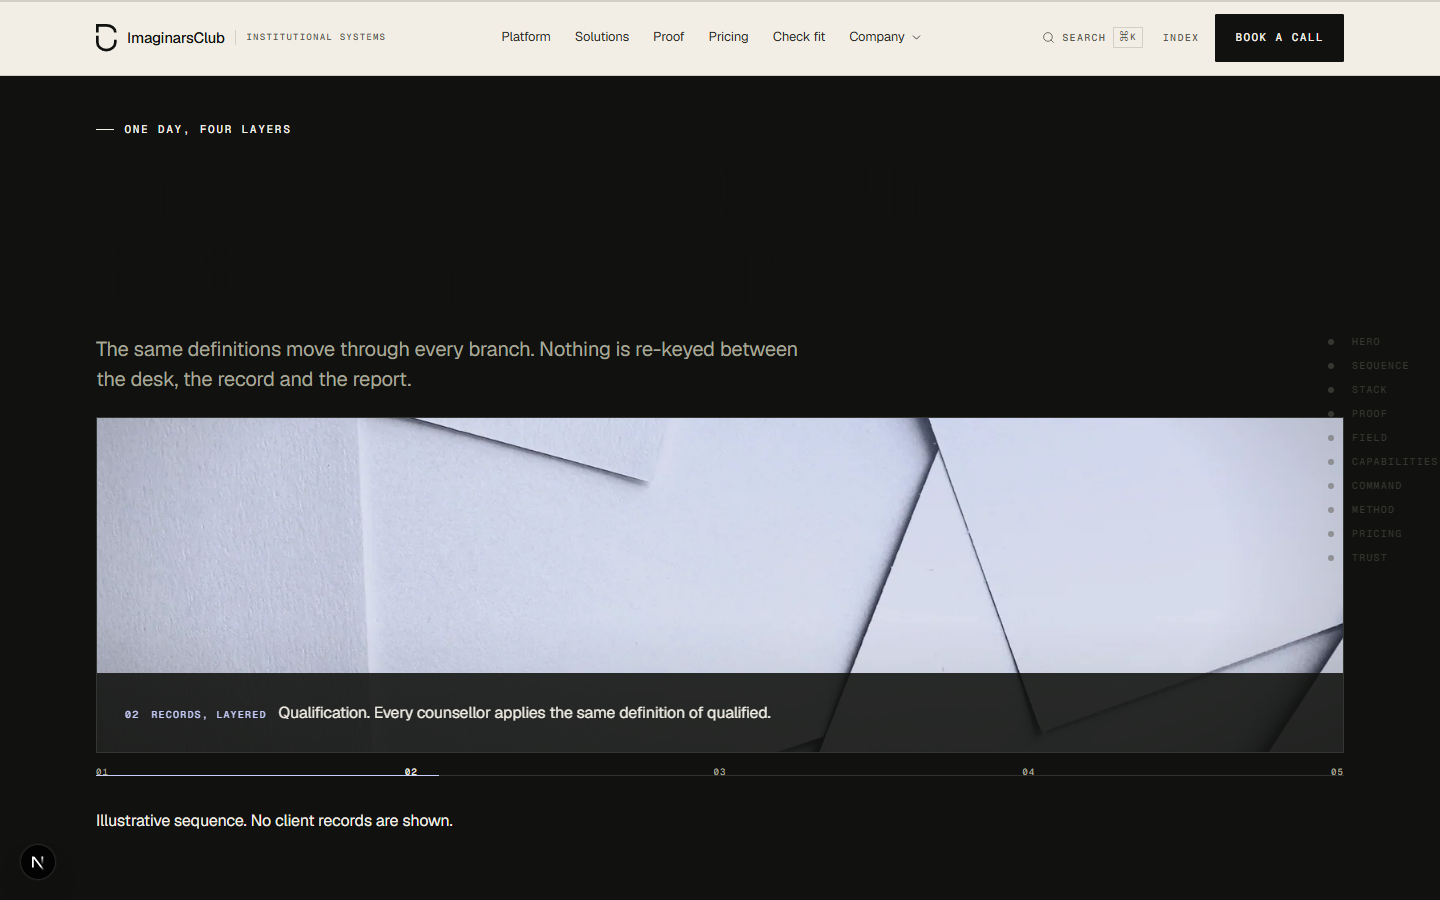 ImaginarsClub
INSTITUTIONAL SYSTEMS
Platform
Solutions
Proof
Pricing
Check fit
Company
SEARCH
⌘K
INDEX
BOOK A CALL
ONE DAY, FOUR LAYERS
The same definitions move through every branch. Nothing is re-keyed between
the desk, the record and the report.
HERO
SEQUENCE
STACK
PROOF
FIELD
CAPABILITIES
COMMAND
METHOD
PRICING
TRUST
02 RECORDS, LAYERED Qualification. Every counsellor applies the same definition of qualified.
01
02
03
04
05
Illustrative sequence. No client records are shown.
N